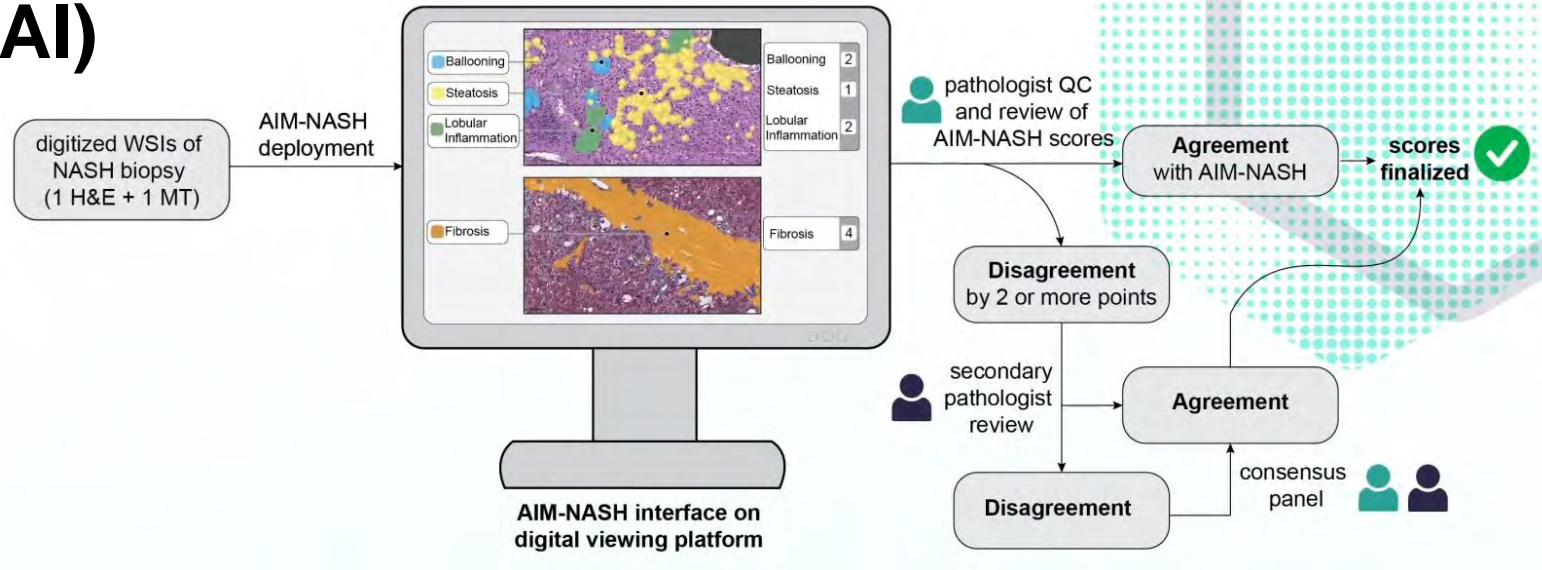 AI)
digitized WSIs of
NASH biopsy
(1 H&E + 1 MT)
AIM-NASH
deployment
Ballooning
Steatosis
Lobular
Inflammation
Fibrosis
Ballooning 2
Steatosis 1
Lobular
Inflammation 2
Fibrosis 4
AIM-NASH interface on
digital viewing platform
pathologist QC
and review of
AIM-NASH scores
Agreement
with AIM-NASH
scores
finalized
Disagreement
by 2 or more points
secondary
pathologist
review
Agreement
Disagreement
consensus
panel